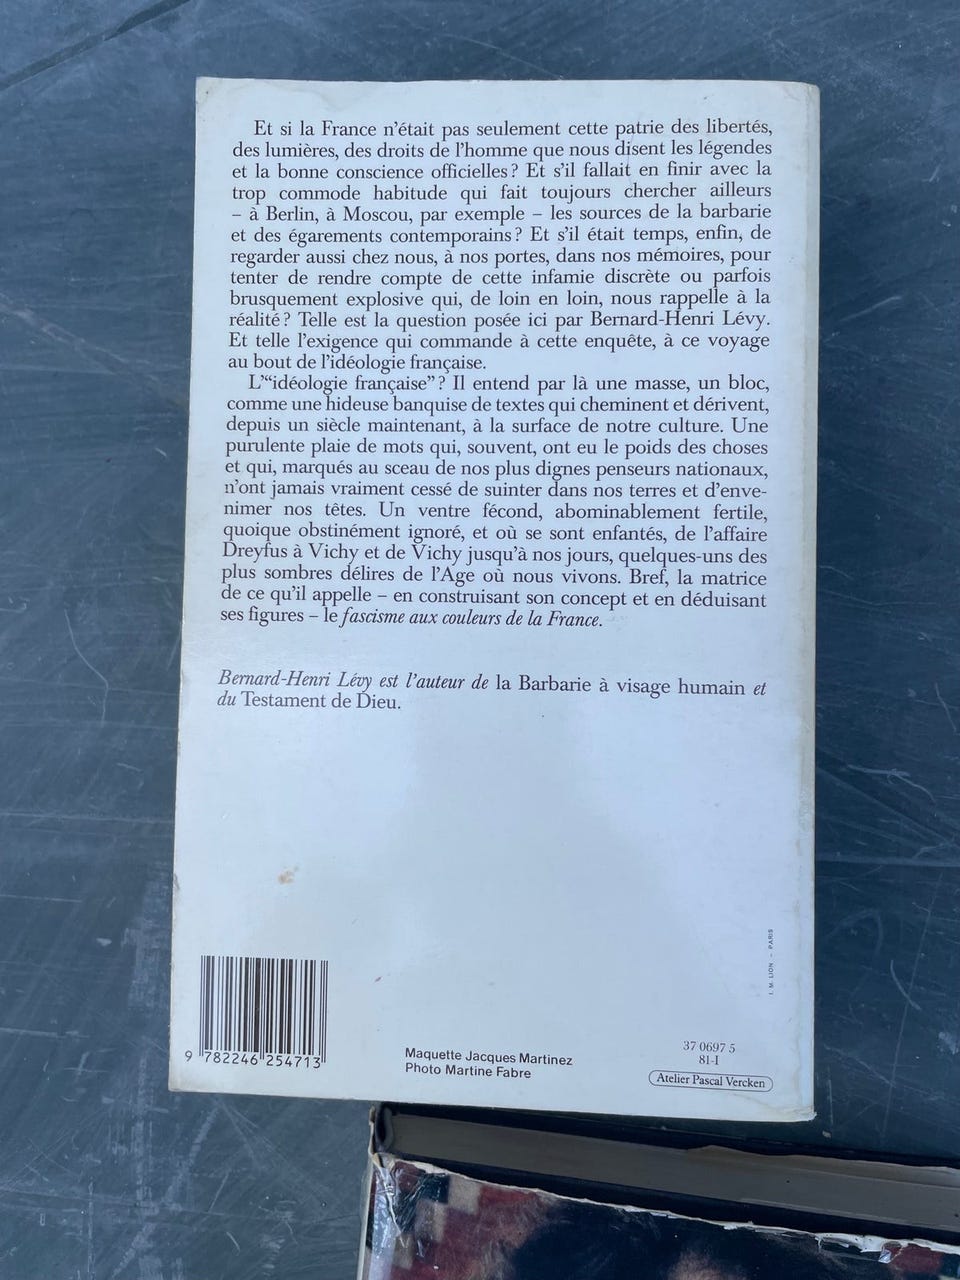 Et si la France n'était pas seulement cette patrie des libertés,
des lumières, des droits de l'homme que nous disent les légendes
et la bonne conscience officielles ? Et s'il fallait en finir avec la
trop commode habitude qui fait toujours chercher ailleurs
– à Berlin, à Moscou, par exemple – les sources de la barbarie
et des égarements contemporains ? Et s'il était temps, enfin, de
regarder aussi chez nous, à nos portes, dans nos mémoires, pour
tenter de rendre compte de cette infamie discrète ou parfois
brusquement explosive qui, de loin en loin, nous rappelle à la
réalité ? Telle est la question posée ici par Bernard-Henri Lévy.
Et telle l'exigence qui commande à cette enquête, à ce voyage
au bout de l'idéologie française.
L'“idéologie française” ? Il entend par là une masse, un bloc,
comme une hideuse banquise de textes qui cheminent et dérivent,
depuis un siècle maintenant, à la surface de notre culture. Une
purulente plaie de mots qui, souvent, ont eu le poids des choses
et qui, marqués au sceau de nos plus dignes penseurs nationaux,
n'ont jamais vraiment cessé de suinter dans nos terres et d'enve-
nimer nos têtes. Un ventre fécond, abominablement fertile,
quoique obstinément ignoré, et où se sont enfantés, de l'affaire
Dreyfus à Vichy et de Vichy jusqu'à nos jours, quelques-uns des
plus sombres délires de l'Age où nous vivons. Bref, la matrice
de ce qu'il appelle – en construisant son concept et en déduisant
ses figures – le fascisme aux couleurs de la France.
Bernard-Henri Lévy est l'auteur de la Barbarie à visage humain et
du Testament de Dieu.
I. M. LION – PARIS
9 782246 254713
Maquette Jacques Martinez
Photo Martine Fabre
37 0697 5
81-I
Atelier Pascal Vercken